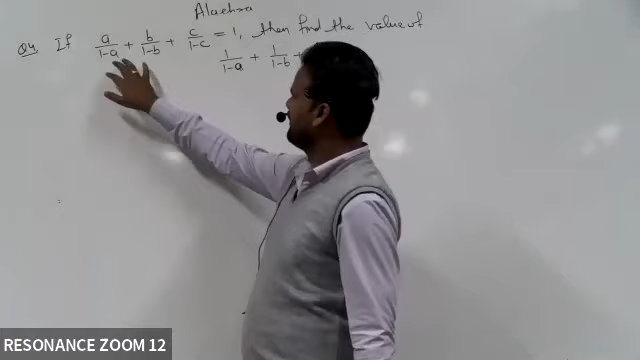 Algebra
Q4 If a/1-a + b/1-b + c/1-c = 1, then find the value of
1/1-a + 1/1-b +
RESONANCE ZOOM 12